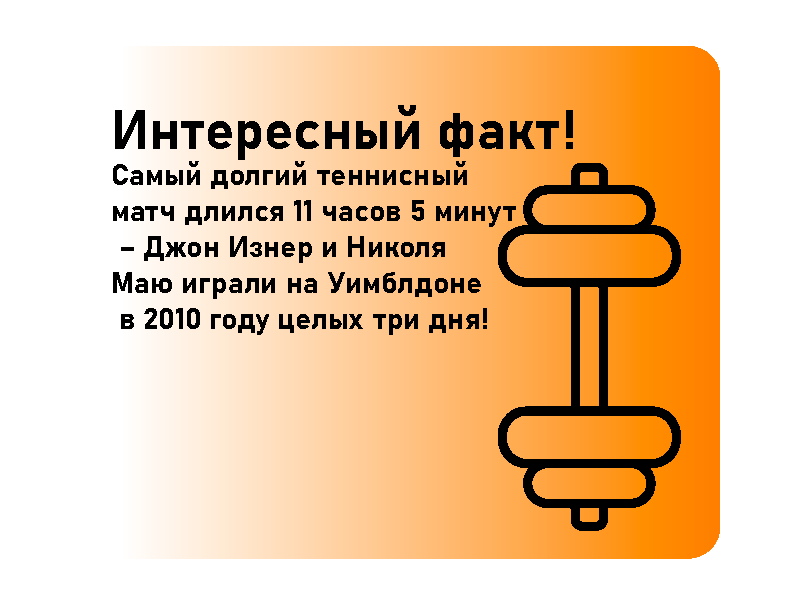 Интересный факт!
Самый долгий теннисный
матч длился 11 часов 5 минут
– Джон Изнер и Николя
Маю играли на Уимблдоне
в 2010 году целых три дня!